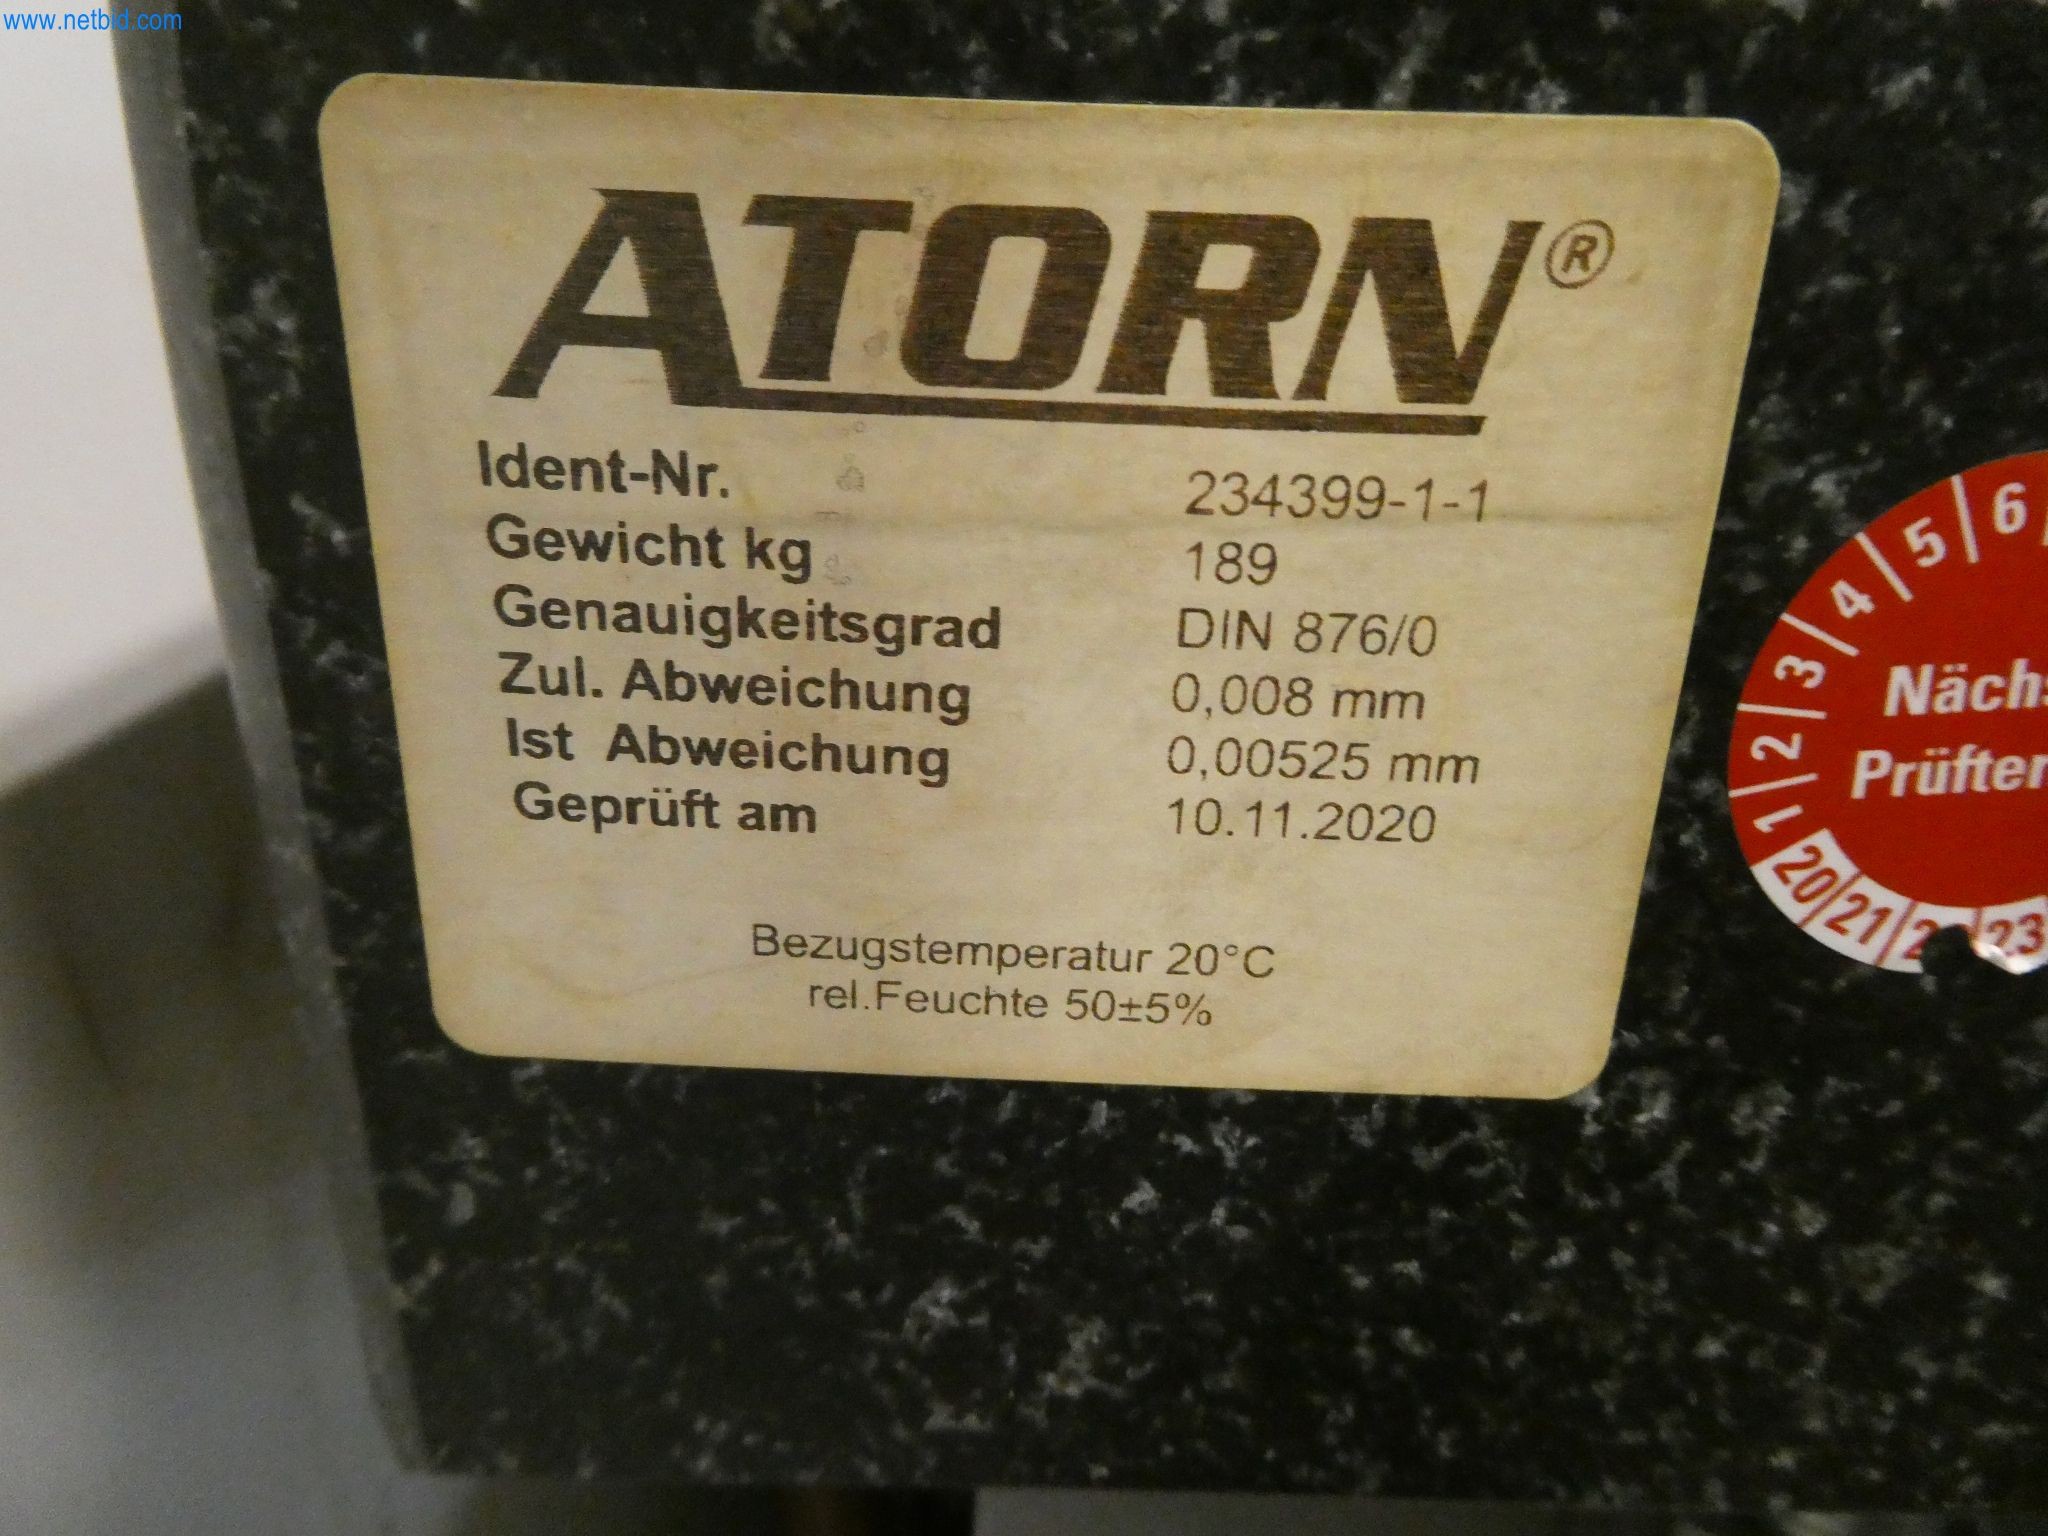 www.netbid.com
ATORN®
Ident-Nr. 234399-1-1
Gewicht kg 189
Genauigkeitsgrad DIN 876/0
Zul. Abweichung 0,008 mm
Ist Abweichung 0,00525 mm
Geprüft am 10.11.2020
Bezugstemperatur 20°C
rel.Feuchte 50±5%
1 2 3 4 5 6
20 21 23